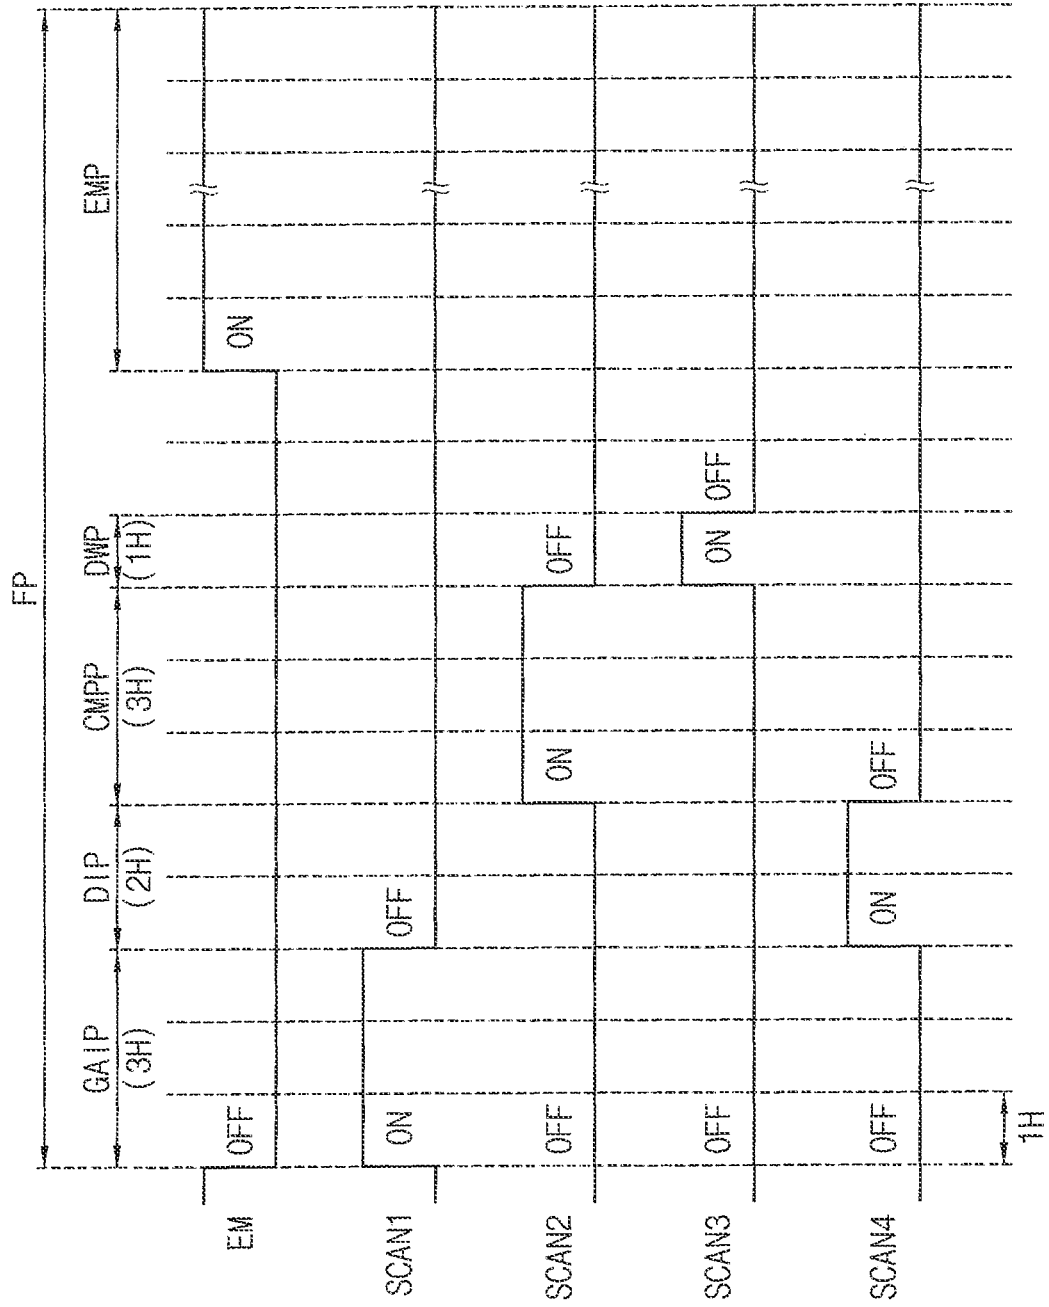 FP
GAIP
(3H)
DIP
(2H)
CMPP
(3H)
DWP
(1H)
EMP
EM
OFF
ON
SCAN1
ON
OFF
SCAN2
OFF
ON
OFF
SCAN3
OFF
ON
OFF
SCAN4
OFF
ON
OFF
1H